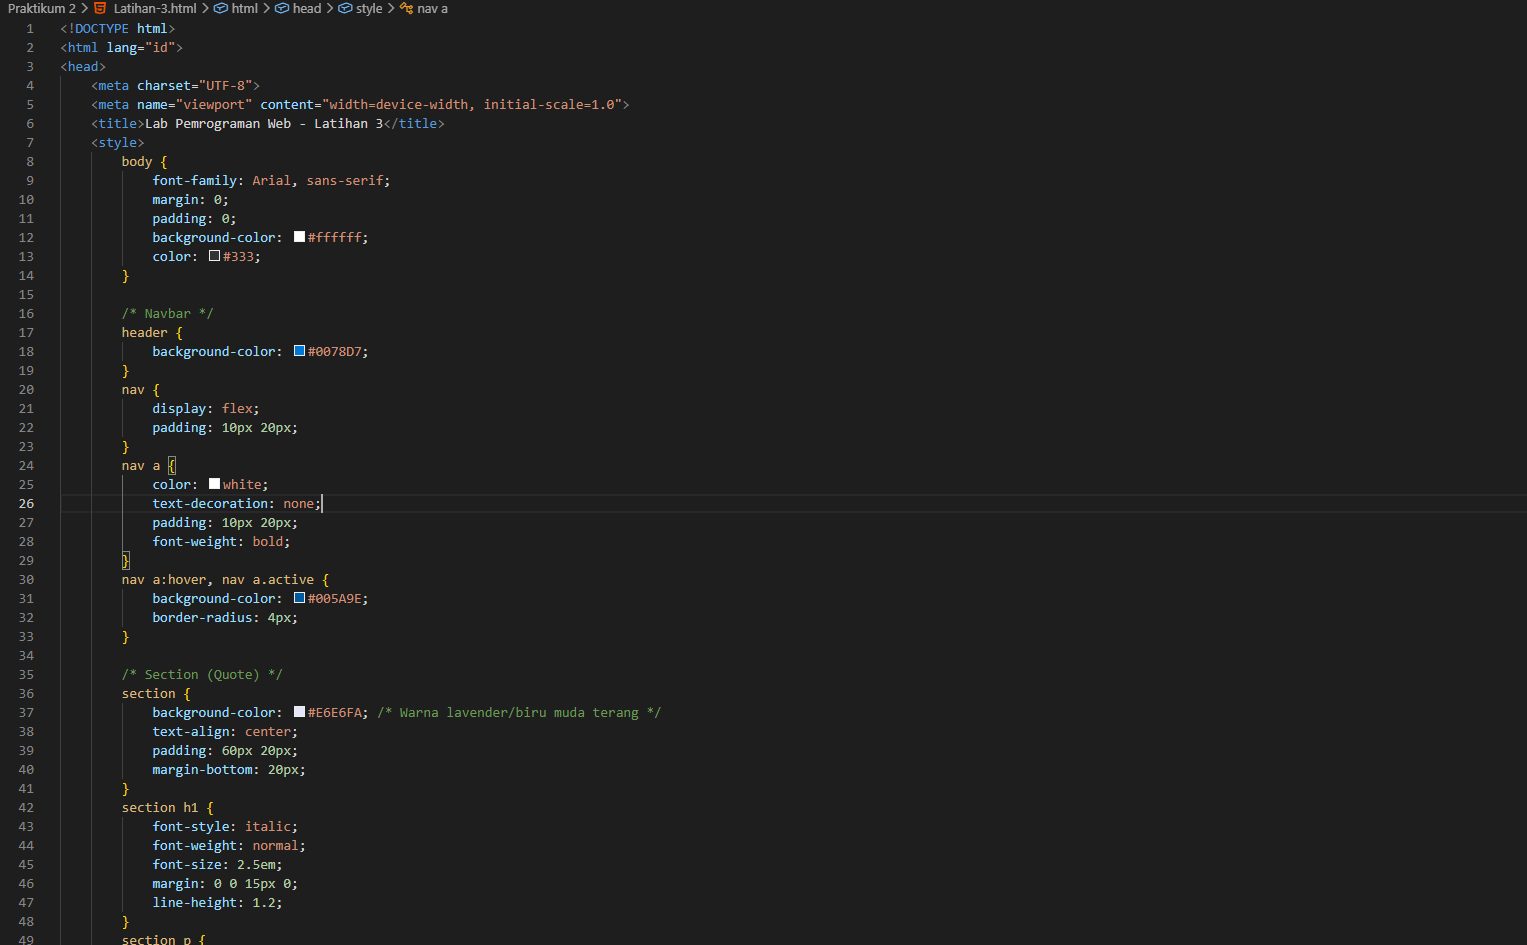 Praktikum 2 > Latihan-3.html > html > head > style > nav a
1 <!DOCTYPE html>
2 <html lang="id">
3 <head>
4 <meta charset="UTF-8">
5 <meta name="viewport" content="width=device-width, initial-scale=1.0">
6 <title>Lab Pemrograman Web - Latihan 3</title>
7 <style>
8 body {
9 font-family: Arial, sans-serif;
10 margin: 0;
11 padding: 0;
12 background-color: #ffffff;
13 color: #333;
14 }
15
16 /* Navbar */
17 header {
18 background-color: #0078D7;
19 }
20 nav {
21 display: flex;
22 padding: 10px 20px;
23 }
24 nav a {
25 color: white;
26 text-decoration: none;
27 padding: 10px 20px;
28 font-weight: bold;
29 }
30 nav a:hover, nav a.active {
31 background-color: #005A9E;
32 border-radius: 4px;
33 }
34
35 /* Section (Quote) */
36 section {
37 background-color: #E6E6FA; /* Warna lavender/biru muda terang */
38 text-align: center;
39 padding: 60px 20px;
40 margin-bottom: 20px;
41 }
42 section h1 {
43 font-style: italic;
44 font-weight: normal;
45 font-size: 2.5em;
46 margin: 0 0 15px 0;
47 line-height: 1.2;
48 }
49 section p {